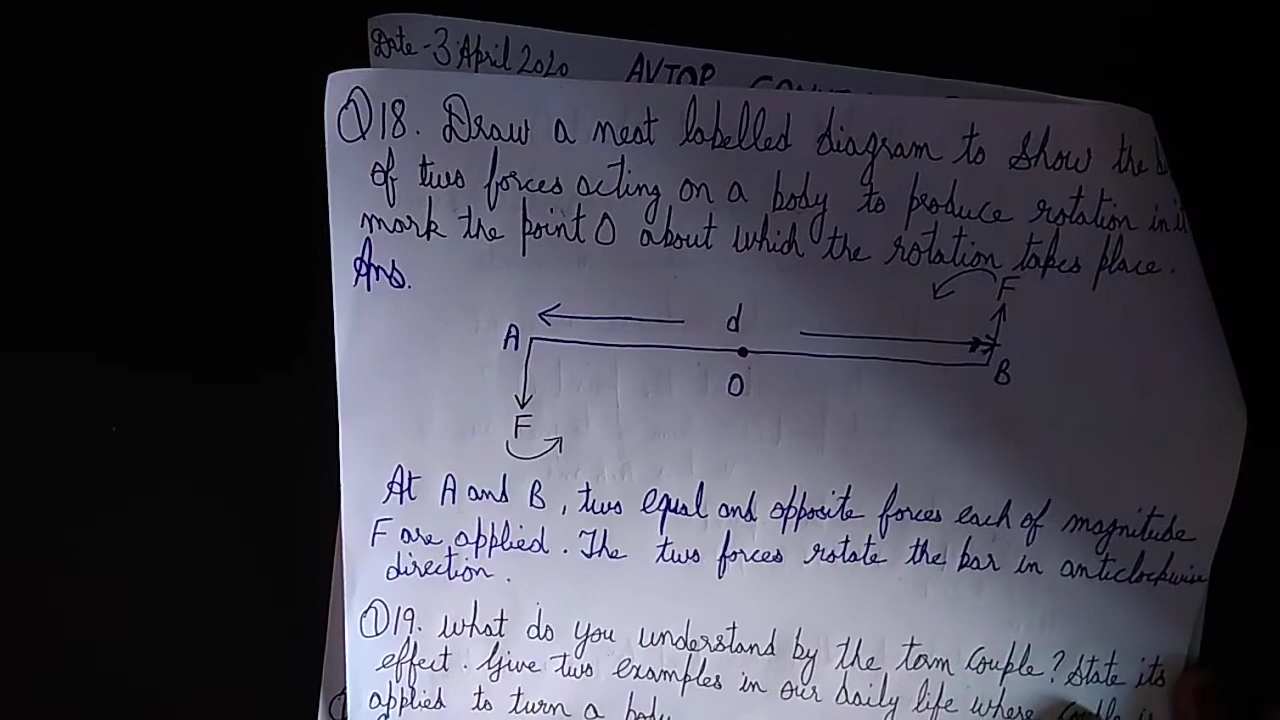 Date - 3 April 2020
Q18. Draw a neat labelled diagram to show the
of two forces acting on a body to produce rotation in it
mark the point O about which the rotation takes place.
Ans.
F
A d
B
O
F
At A and B, two equal and opposite forces each of magnitude
F are applied. The two forces rotate the bar in anticlockwise
direction.
Q19. What do you understand by the term couple? State its
effect. Give two examples in our daily life where couple is
applied to turn a body